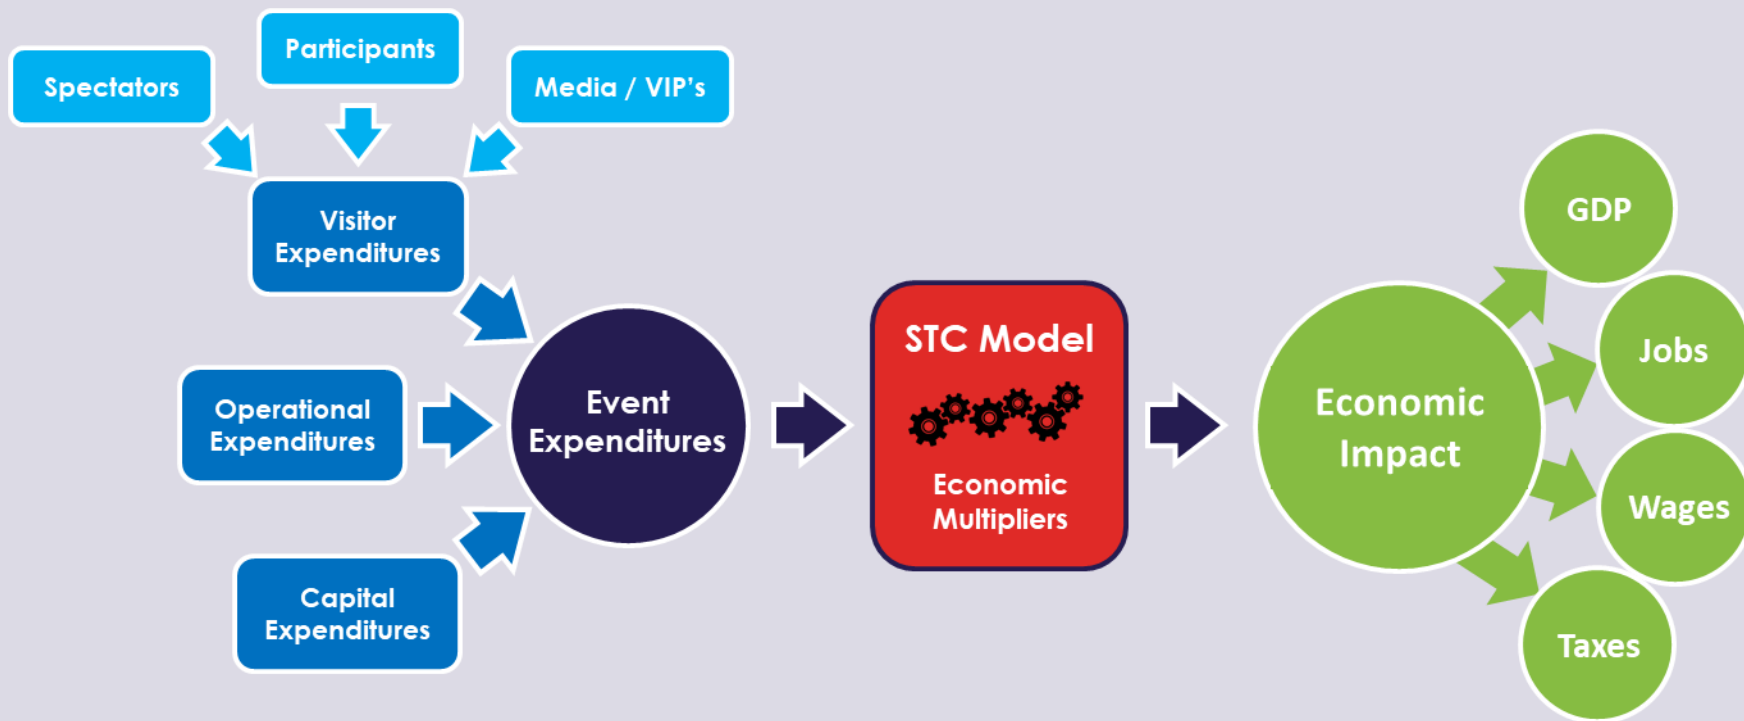 Spectators
Participants
Media / VIP's
Visitor
Expenditures
Operational
Expenditures
Capital
Expenditures
Event
Expenditures
STC Model
Economic
Multipliers
Economic
Impact
GDP
Jobs
Wages
Taxes